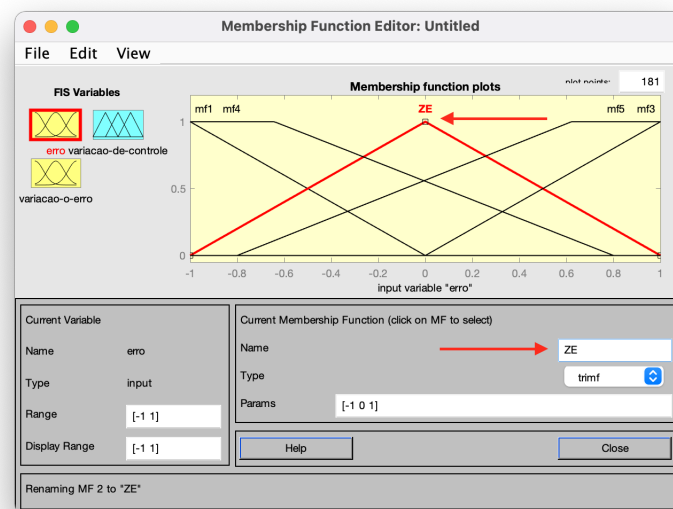 Membership Function Editor: Untitled
File Edit View
FIS Variables
erro variacao-de-controle
variacao-o-erro
Membership function plots
plot points: 181
mf1 mf4 ZE mf5 mf3
1
0.5
0
-1 -0.8 -0.6 -0.4 -0.2 0 0.2 0.4 0.6 0.8 1
input variable "erro"
Current Variable
Name erro
Type input
Range [-1 1]
Display Range [-1 1]
Current Membership Function (click on MF to select)
Name ZE
Type trimf
Params [-1 0 1]
Help Close
Renaming MF 2 to "ZE"